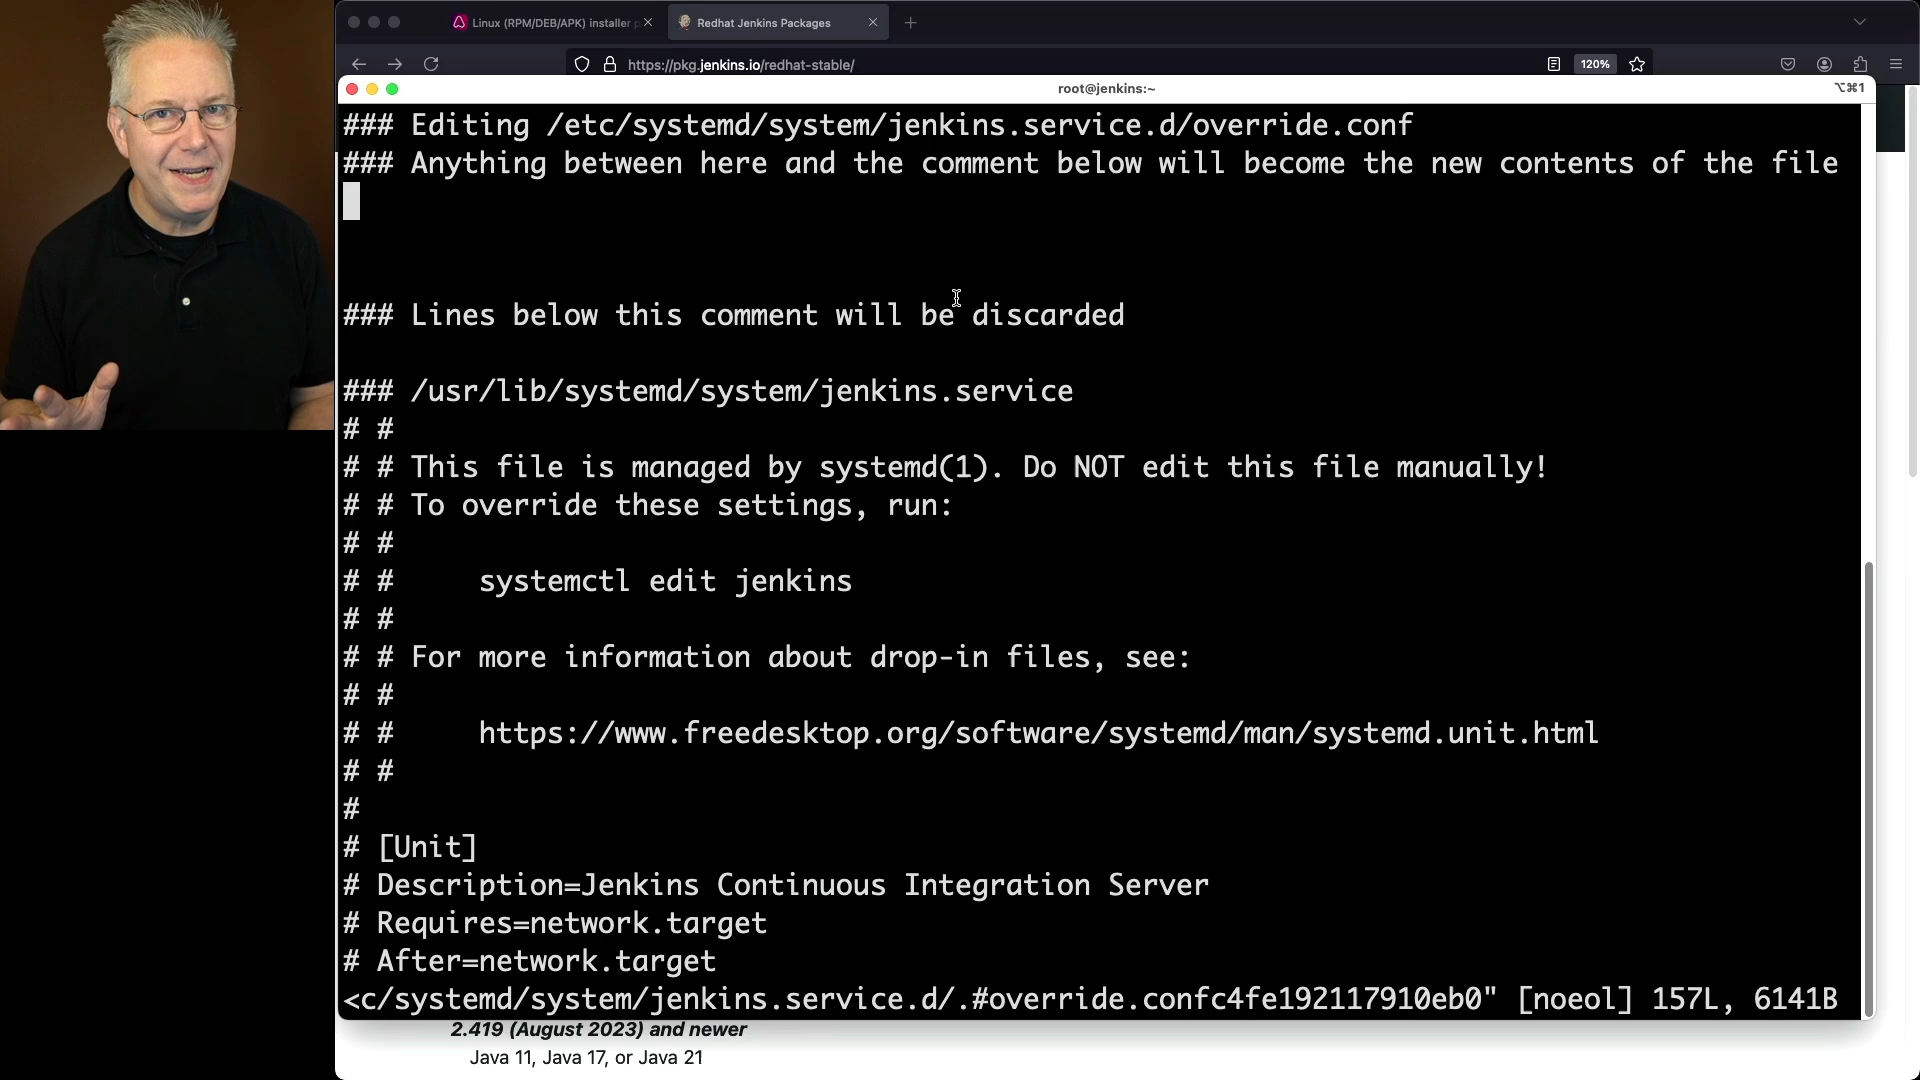 Linux (RPM/DEB/APK) installer
Redhat Jenkins Packages
https://pkg.jenkins.io/redhat-stable/
120%
root@jenkins:~
⌥⌘1
### Editing /etc/systemd/system/jenkins.service.d/override.conf
### Anything between here and the comment below will become the new contents of the file
### Lines below this comment will be discarded
### /usr/lib/systemd/system/jenkins.service
# #
# # This file is managed by systemd(1). Do NOT edit this file manually!
# # To override these settings, run:
# #
# #     systemctl edit jenkins
# #
# # For more information about drop-in files, see:
# #
# #     https://www.freedesktop.org/software/systemd/man/systemd.unit.html
# #
#
# [Unit]
# Description=Jenkins Continuous Integration Server
# Requires=network.target
# After=network.target
<c/systemd/system/jenkins.service.d/.#override.confc4fe192117910eb0" [noeol] 157L, 6141B
2.419 (August 2023) and newer
Java 11, Java 17, or Java 21